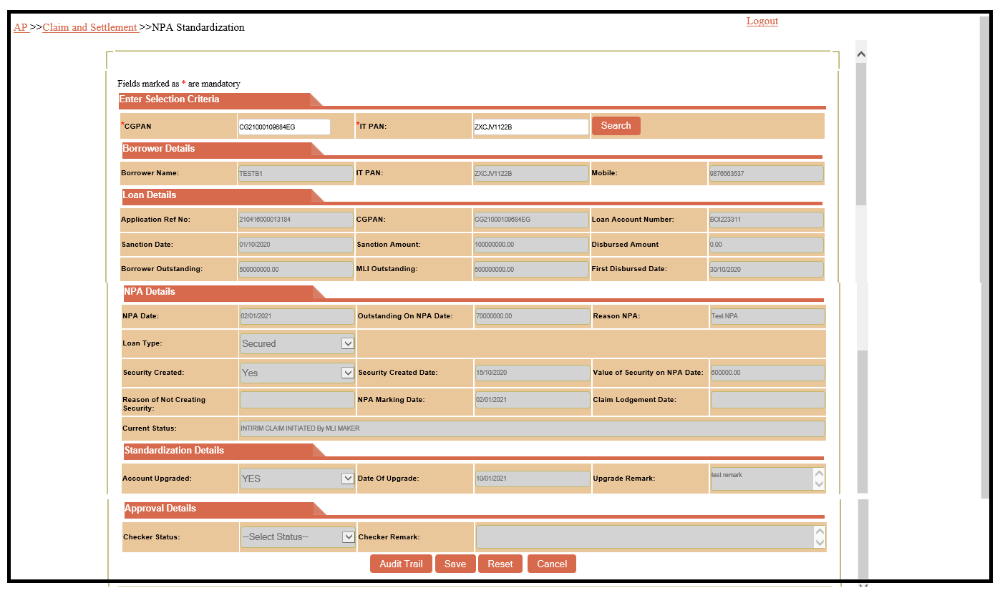 AP >>Claim and Settlement >>NPA Standardization
Logout
Fields marked as * are mandatory
Enter Selection Criteria
*CGPAN CG21000109684EG *IT PAN: ZXCJV1122B Search
Borrower Details
Borrower Name: TESTB1 IT PAN: ZXCJV1122B Mobile: 9876563537
Loan Details
Application Ref No: 210416000013184 CGPAN: CG21000109684EG Loan Account Number: BOI223311
Sanction Date: 01/10/2020 Sanction Amount: 100000000.00 Disbursed Amount 0.00
Borrower Outstanding: 500000000.00 MLI Outstanding: 500000000.00 First Disbursed Date: 30/10/2020
NPA Details
NPA Date: 02/01/2021 Outstanding On NPA Date: 70000000.00 Reason NPA: Test NPA
Loan Type: Secured
Security Created: Yes Security Created Date: 15/10/2020 Value of Security on NPA Date: 600000.00
Reason of Not Creating
Security: NPA Marking Date: 02/01/2021 Claim Lodgement Date:
Current Status: INTIRIM CLAIM INITIATED By MLI MAKER
Standardization Details
Account Upgraded: YES Date Of Upgrade: 10/01/2021 Upgrade Remark: test remark
Approval Details
Checker Status: --Select Status-- Checker Remark:
Audit Trail Save Reset Cancel